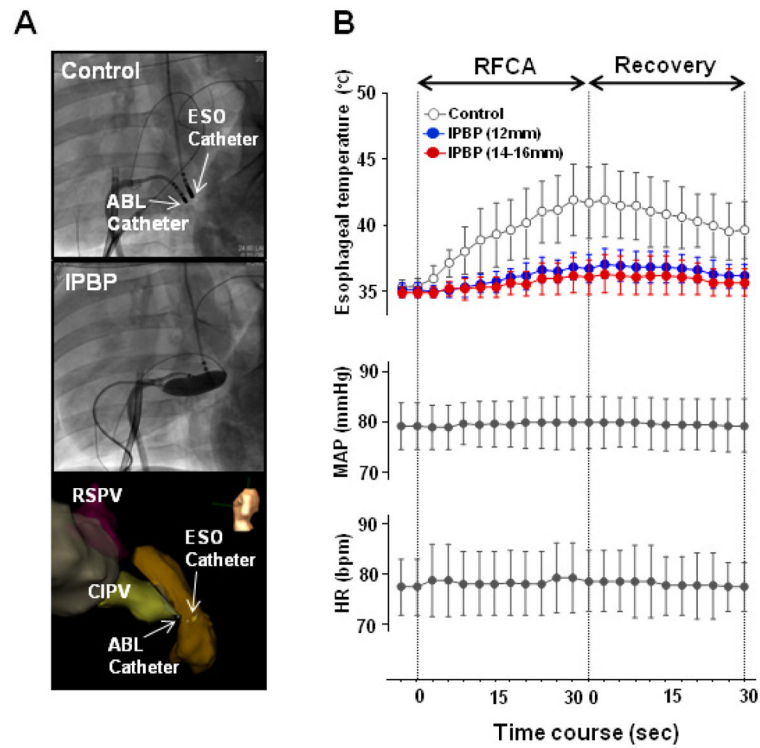 A
Control
ESO
Catheter
ABL
Catheter
IPBP
RSPV
ESO
Catheter
CIPV
ABL
Catheter
B
RFCA
Recovery
Esophageal temperature (℃)
50
45
40
35
Control
IPBP (12mm)
IPBP (14-16mm)
MAP (mmHg)
90
80
70
HR (bpm)
90
80
70
0 15 30 0 15 30
Time course (sec)